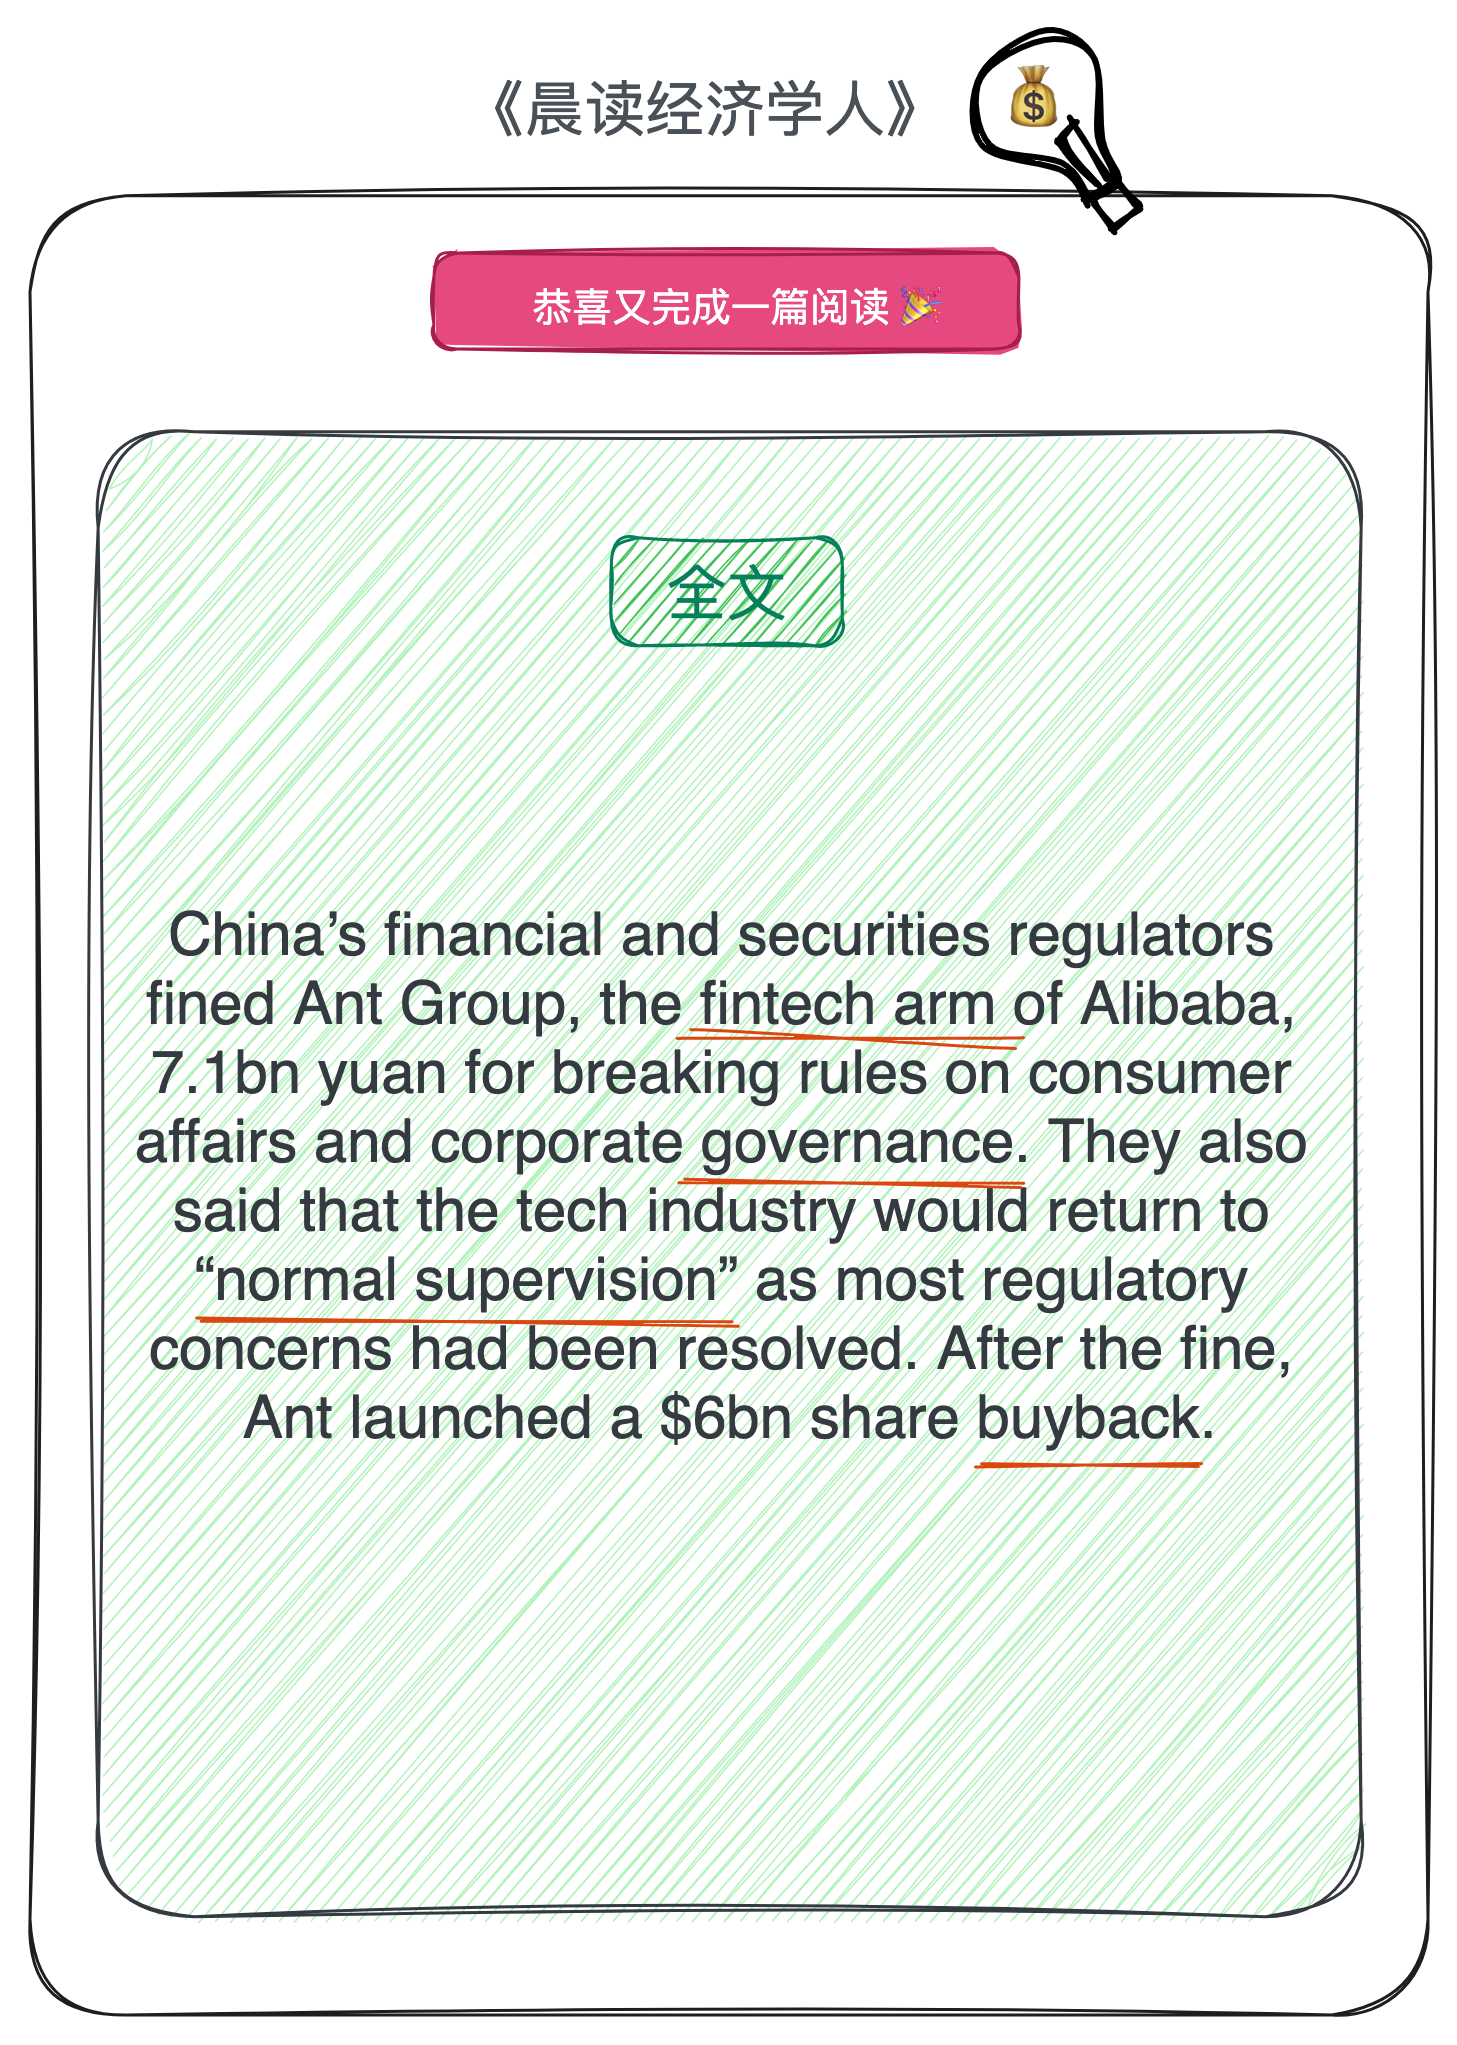 《晨读经济学人》
$
恭喜又完成一篇阅读
全文
China’s financial and securities regulators
fined Ant Group, the fintech arm of Alibaba,
7.1bn yuan for breaking rules on consumer
affairs and corporate governance. They also
said that the tech industry would return to
“normal supervision” as most regulatory
concerns had been resolved. After the fine,
Ant launched a $6bn share buyback.